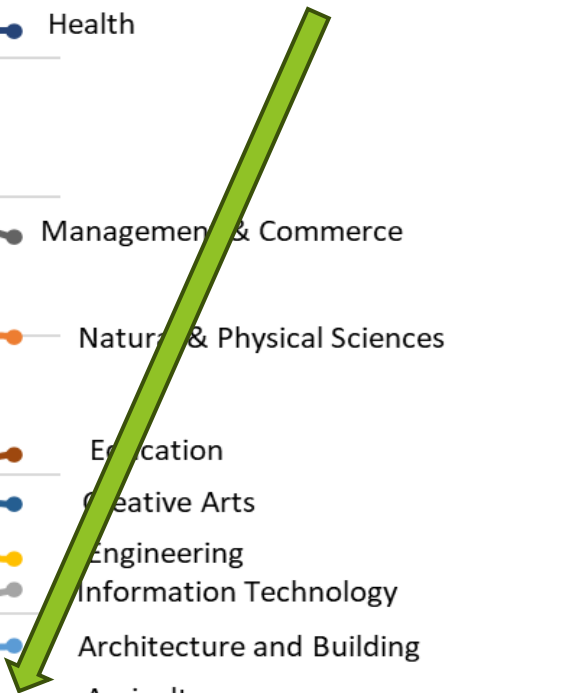 Health
Management & Commerce
Natural & Physical Sciences
Education
Creative Arts
Engineering
Information Technology
Architecture and Building